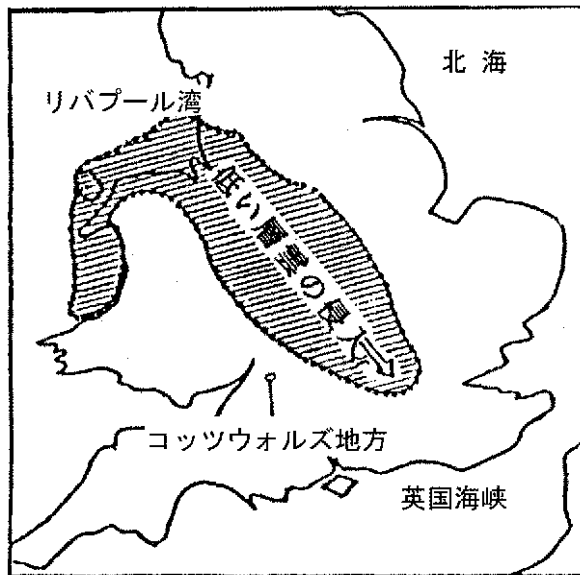 北海
リバプール湾
低い層雲の侵入
コッツウォルズ地方
英国海峡